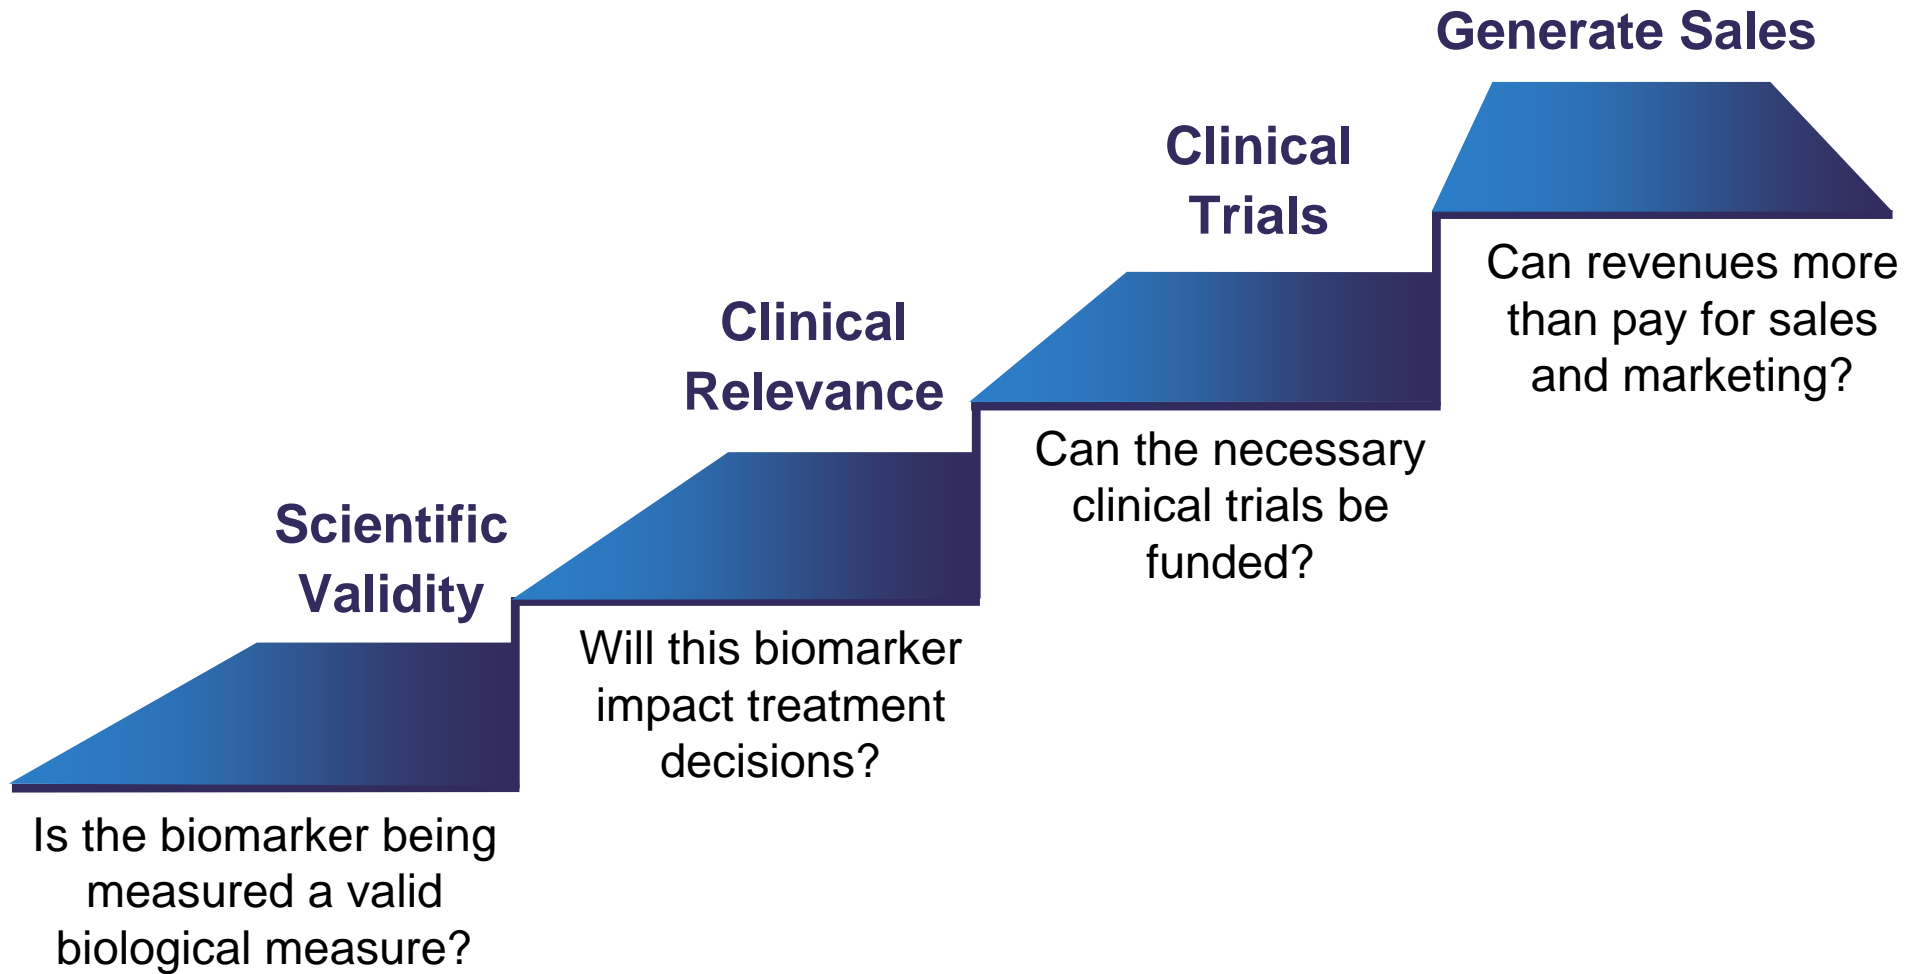 Scientific
Validity
Is the biomarker being
measured a valid
biological measure?
Clinical
Relevance
Will this biomarker
impact treatment
decisions?
Clinical
Trials
Can the necessary
clinical trials be
funded?
Generate Sales
Can revenues more
than pay for sales
and marketing?